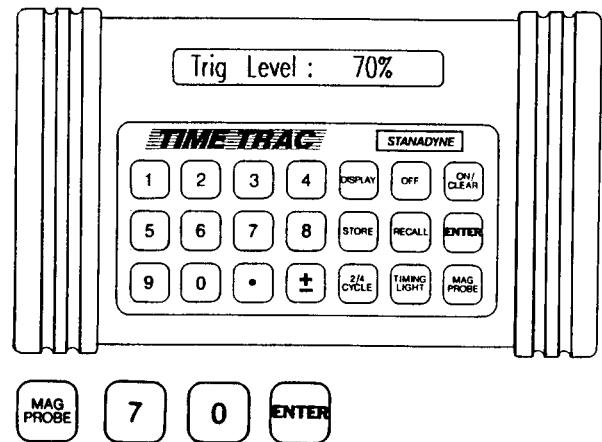 Trig Level : 70%
TIME TRAC STANADYNE
1 2 3 4 DISPLAY OFF ON/CLEAR
5 6 7 8 STORE RECALL ENTER
9 0 • ± 2/4 CYCLE TIMING LIGHT MAG PROBE
MAG PROBE 7 0 ENTER